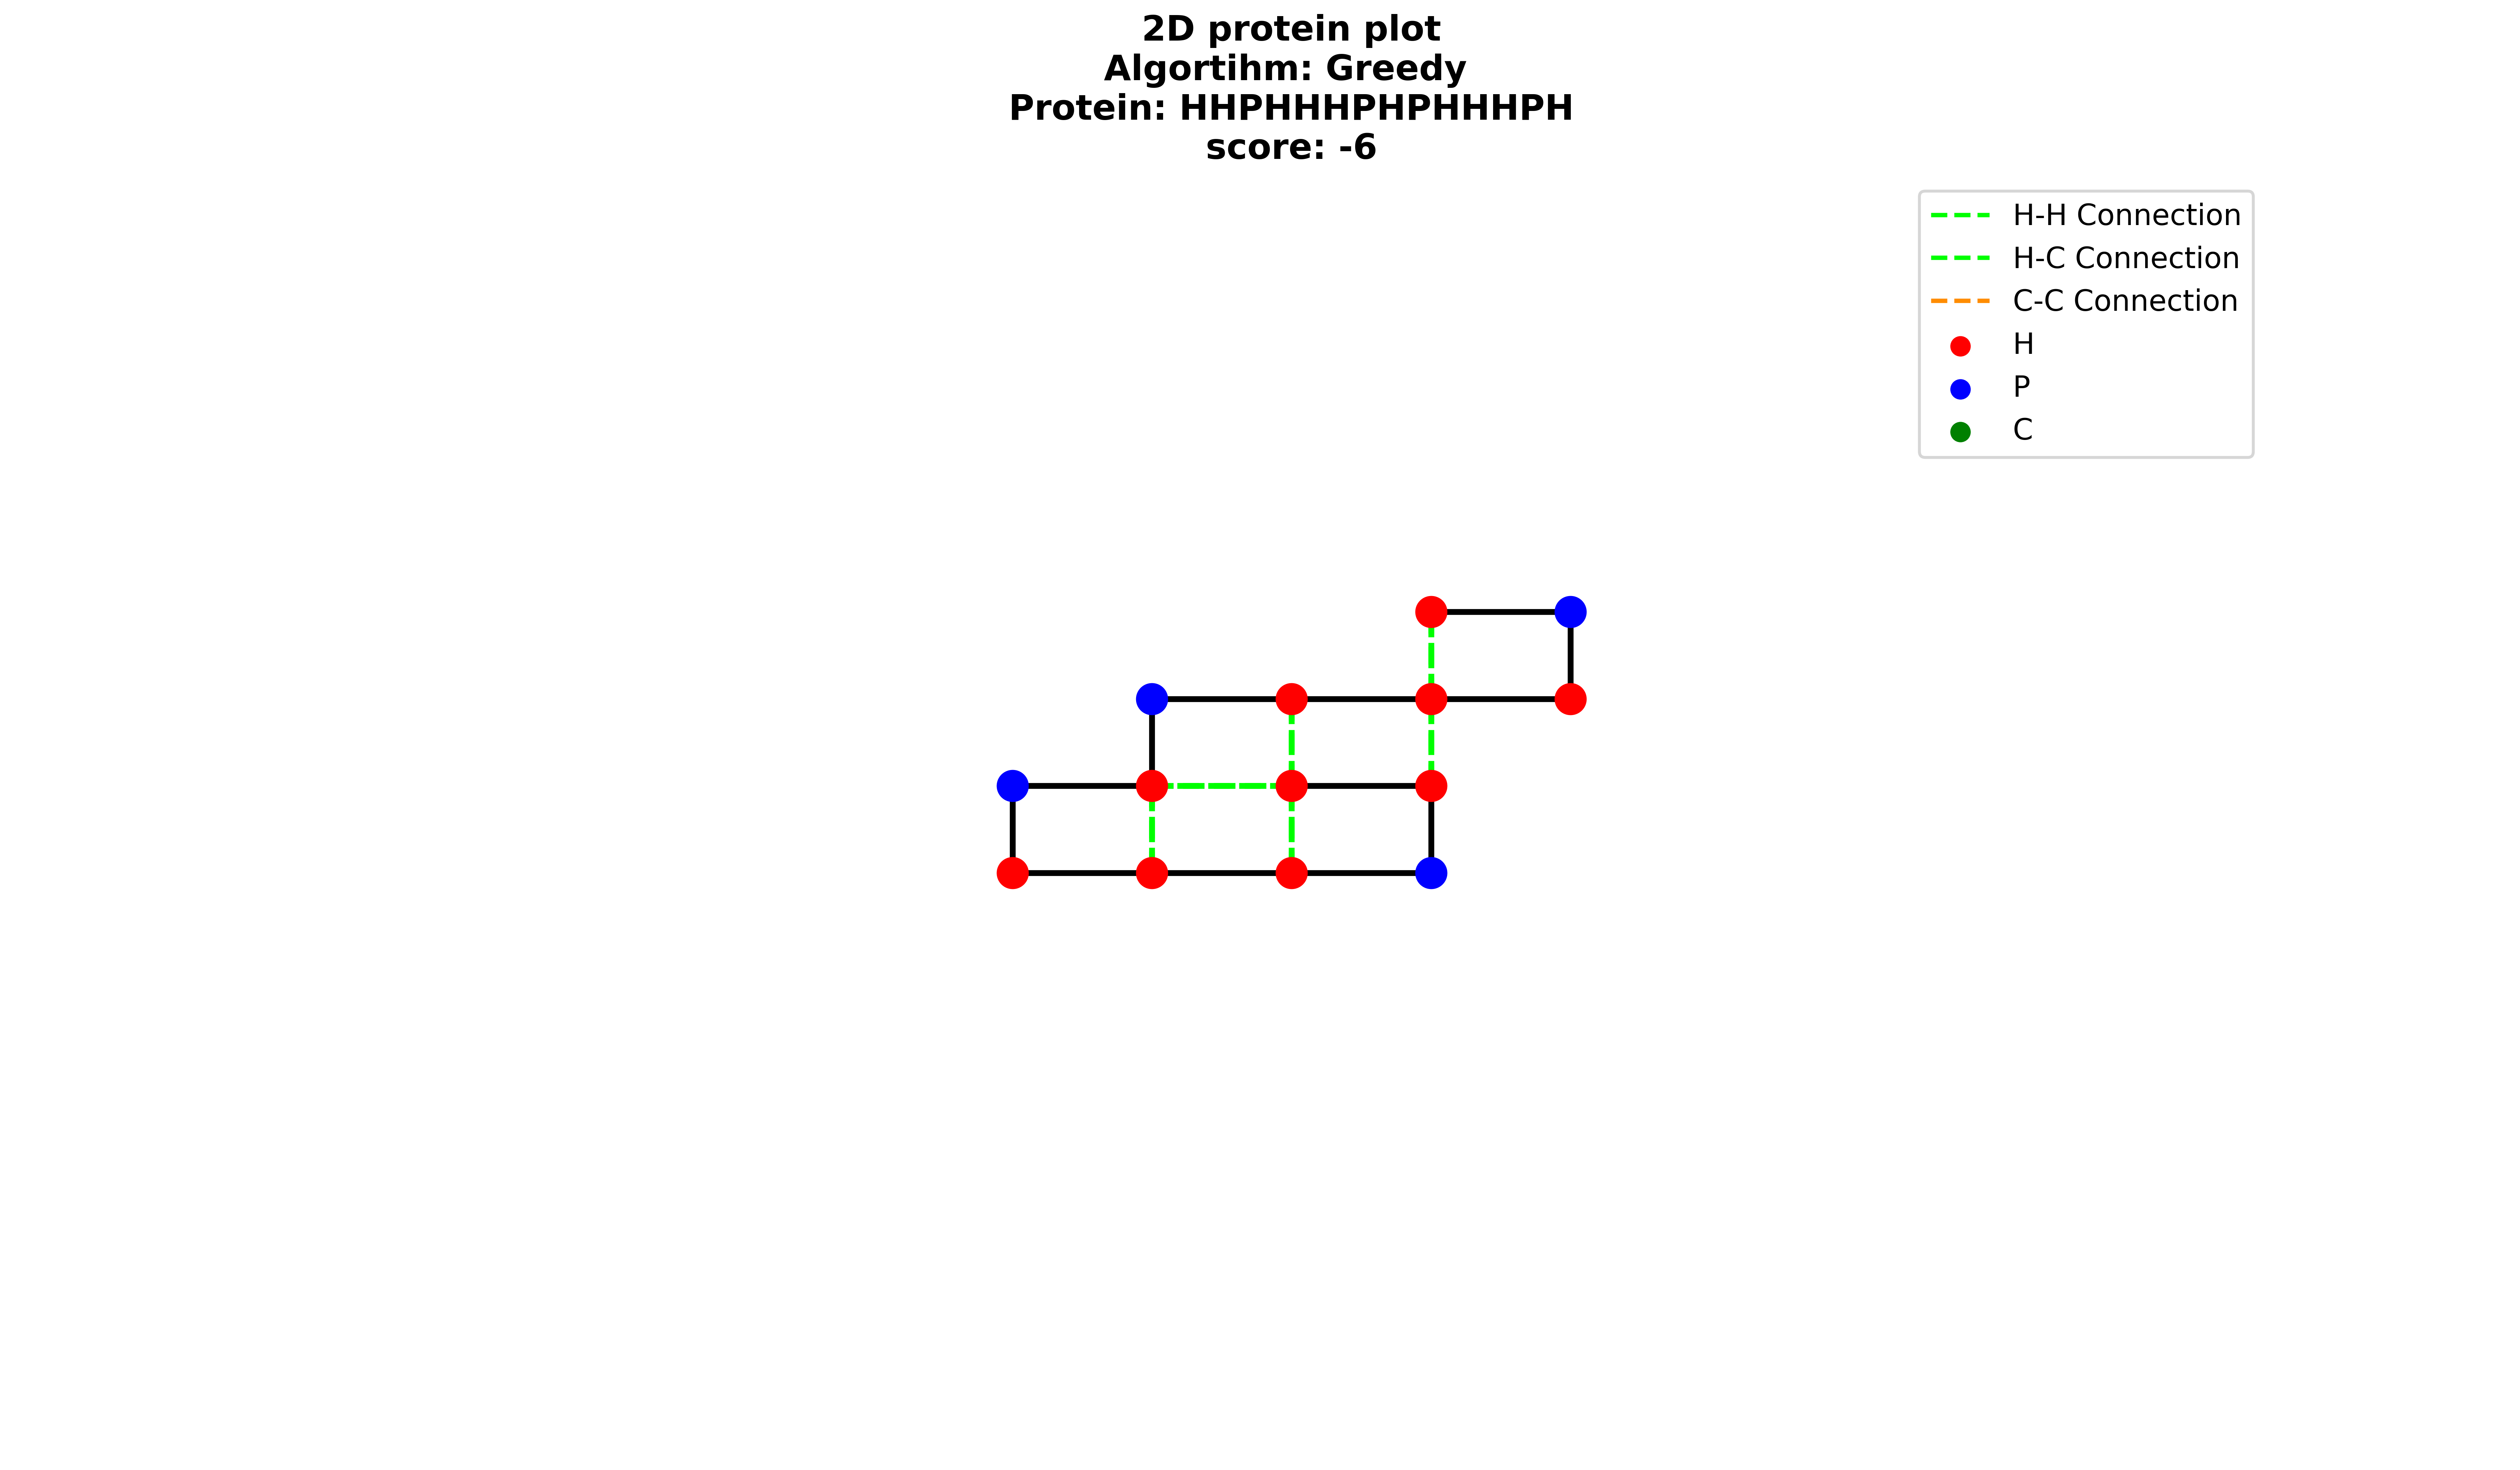 2D protein plot
Algortihm: Greedy
Protein: HHPHHHPHPHHHPH
score: -6
H-H Connection
H-C Connection
C-C Connection
H
P
C